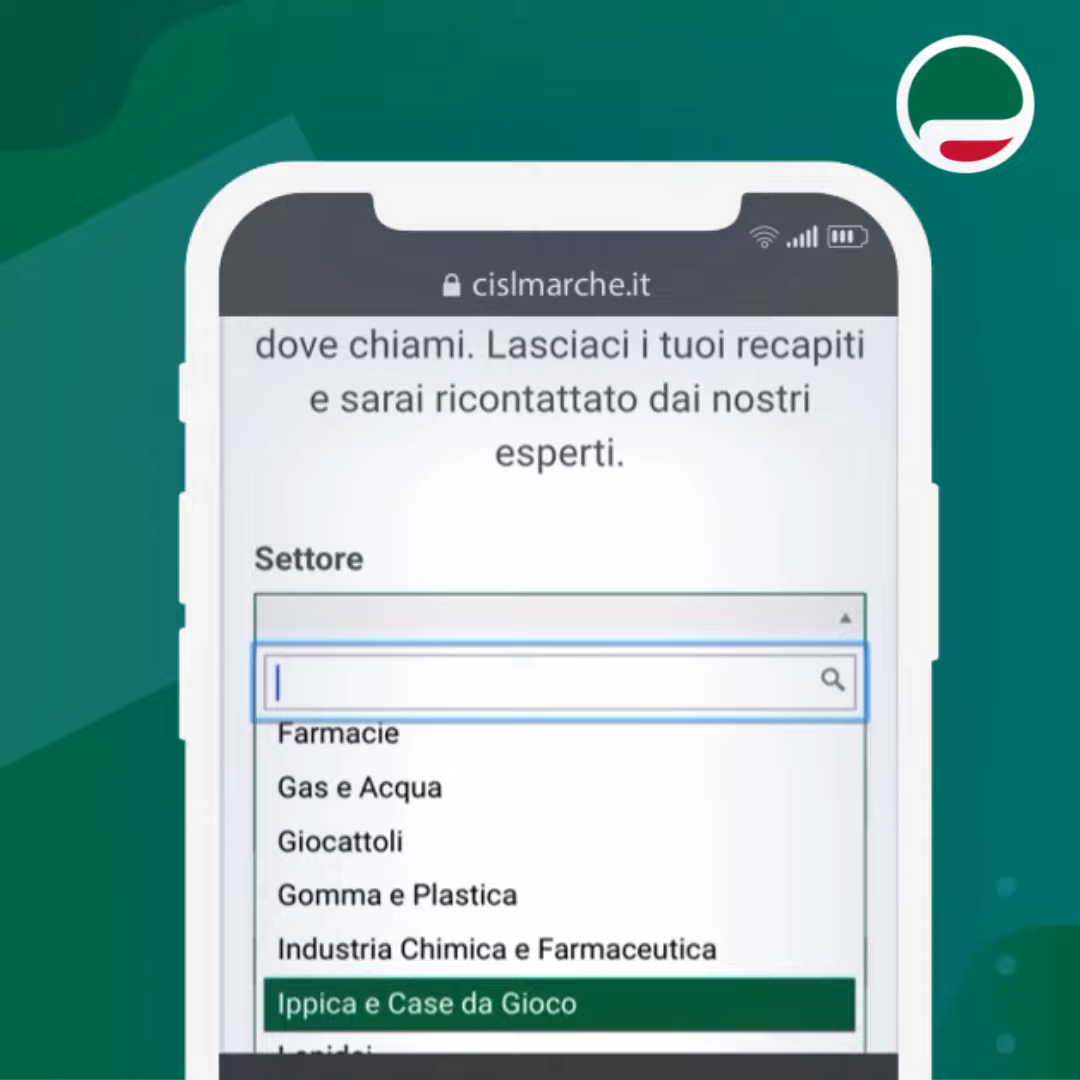 cislmarche.it
dove chiami. Lasciaci i tuoi recapiti
e sarai ricontattato dai nostri
esperti.
Settore
Farmacie
Gas e Acqua
Giocattoli
Gomma e Plastica
Industria Chimica e Farmaceutica
Ippica e Case da Gioco